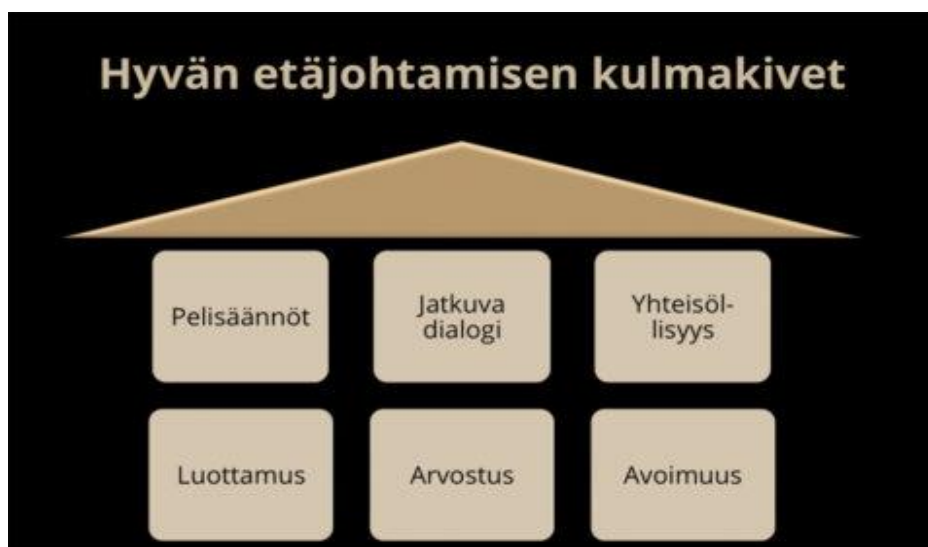 Hyvän etäjohtamisen kulmakivet
Pelisäännöt
Jatkuva
dialogi
Yhteisöl-
lisyys
Luottamus
Arvostus
Avoimuus